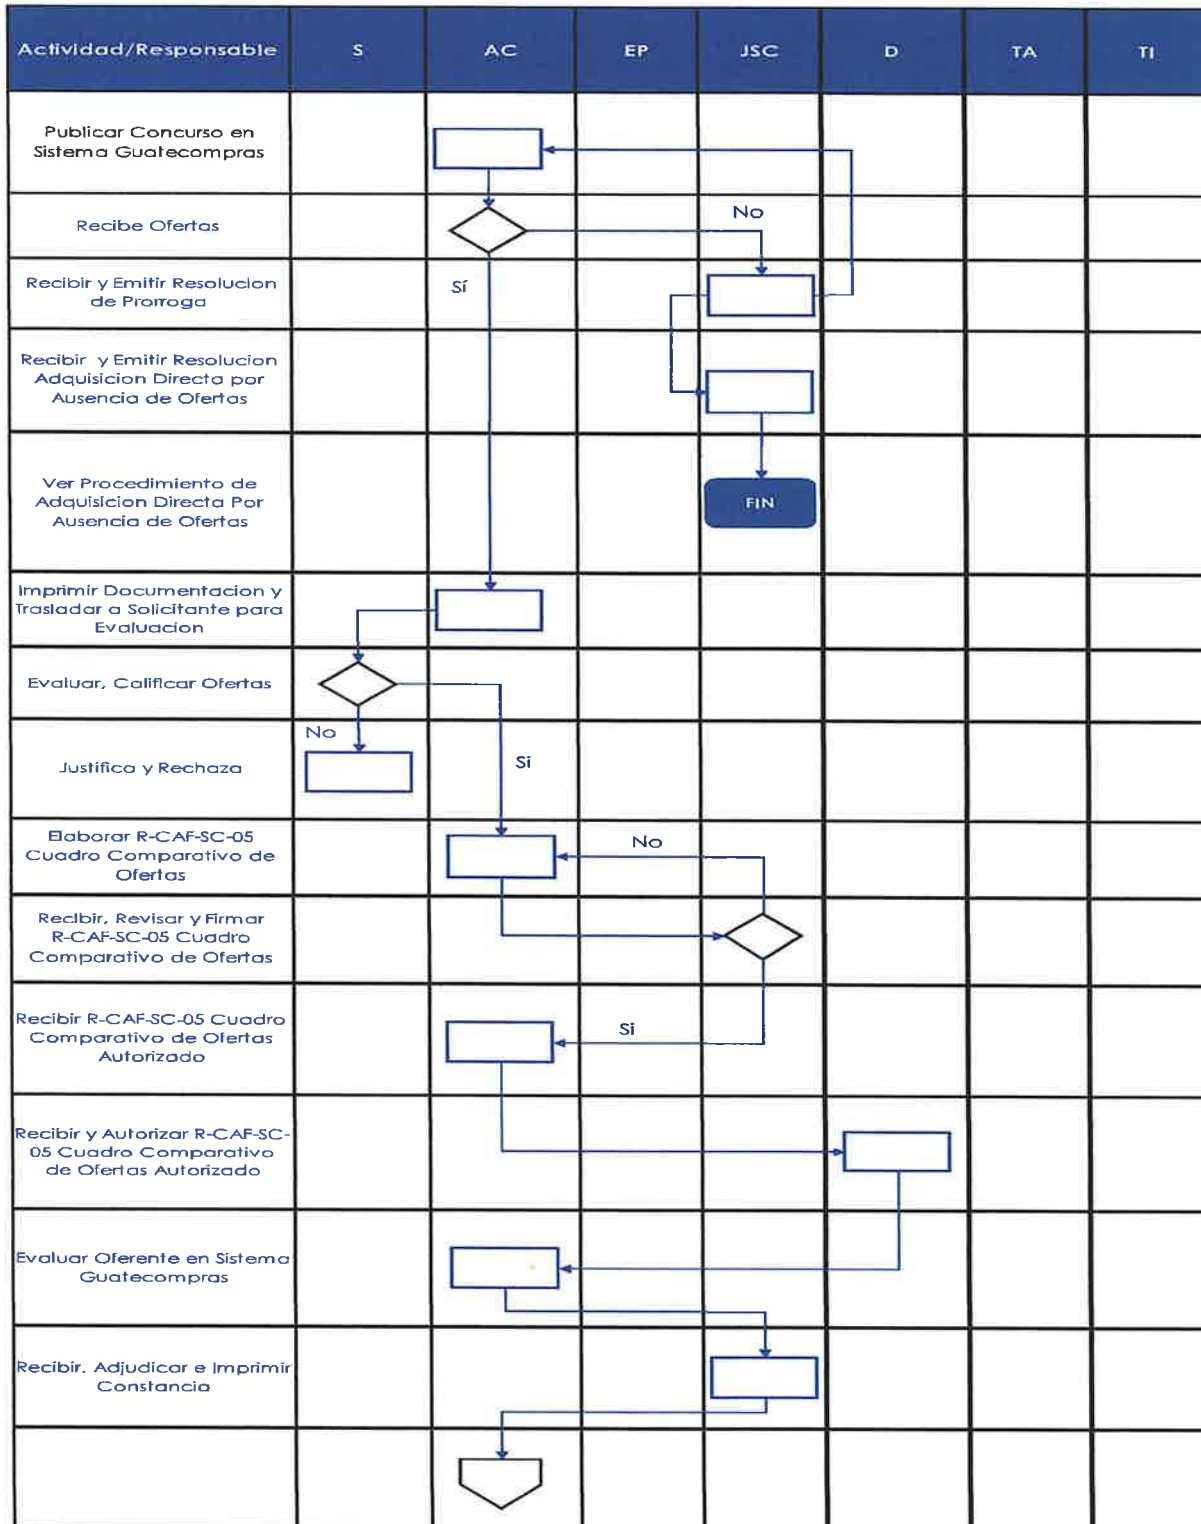 Actividad/Responsable S AC EP JSC D TA TI
Publicar Concurso en
Sistema Guatecompras
Recibe Ofertas
No
Recibir y Emitir Resolucion
de Prorroga
Sí
Recibir y Emitir Resolucion
Adquisicion Directa por
Ausencia de Ofertas
Ver Procedimiento de
Adquisicion Directa Por
Ausencia de Ofertas
FIN
Imprimir Documentacion y
Trasladar a Solicitante para
Evaluacion
Evaluar, Calificar Ofertas
No
Si
Justifica y Rechaza
Elaborar R-CAF-SC-05
Cuadro Comparativo de
Ofertas
No
Recibir, Revisar y Firmar
R-CAF-SC-05 Cuadro
Comparativo de Ofertas
Recibir R-CAF-SC-05 Cuadro
Comparativo de Ofertas
Autorizado
Si
Recibir y Autorizar R-CAF-SC-
05 Cuadro Comparativo
de Ofertas Autorizado
Evaluar Oferente en Sistema
Guatecompras
Recibir, Adjudicar e Imprimir
Constancia